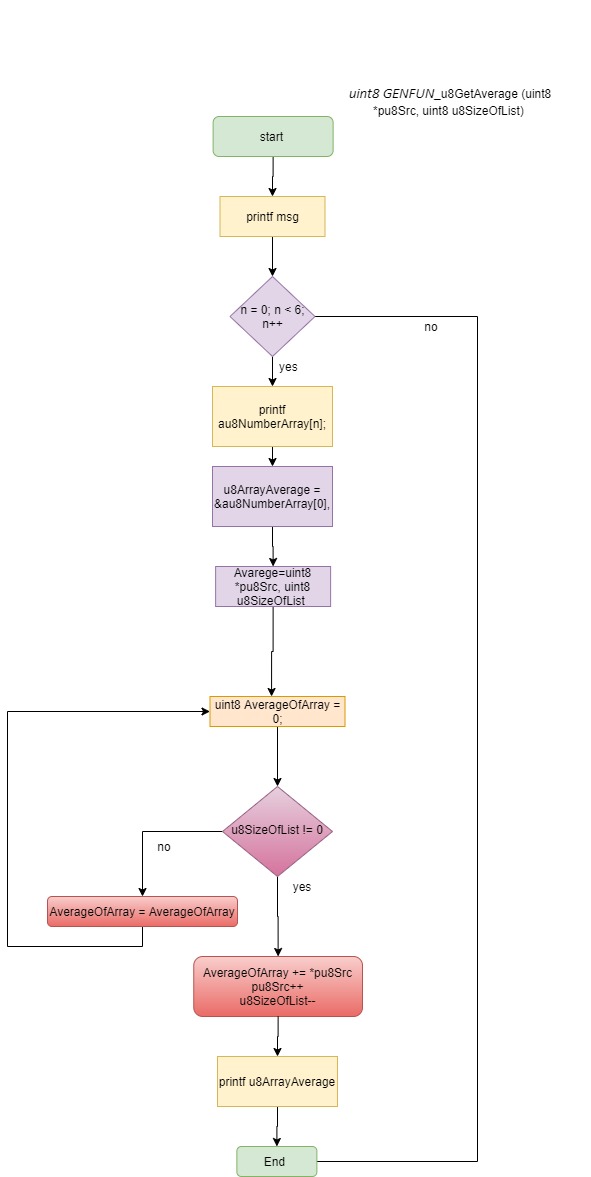 uint8 GENFUN_u8GetAverage (uint8
*pu8Src, uint8 u8SizeOfList)
start
printf msg
n = 0; n < 6;
n++
no
yes
printf
au8NumberArray[n];
u8ArrayAverage =
&au8NumberArray[0],
Avarege=uint8
*pu8Src, uint8
u8SizeOfList
uint8 AverageOfArray =
0;
u8SizeOfList != 0
no
yes
AverageOfArray = AverageOfArray
AverageOfArray += *pu8Src
pu8Src++
u8SizeOfList--
printf u8ArrayAverage
End